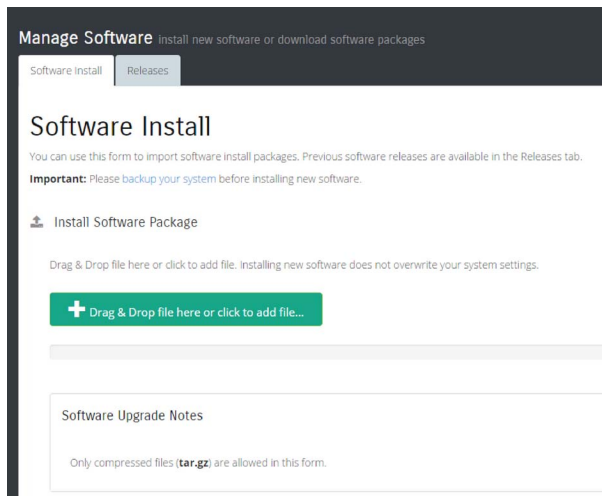 Manage Software install new software or download software packages
Software Install Releases
Software Install
You can use this form to import software install packages. Previous software releases are available in the Releases tab.
Important: Please backup your system before installing new software.
Install Software Package
Drag & Drop file here or click to add file. Installing new software does not overwrite your system settings.
Drag & Drop file here or click to add file...
Software Upgrade Notes
Only compressed files (tar.gz) are allowed in this form.